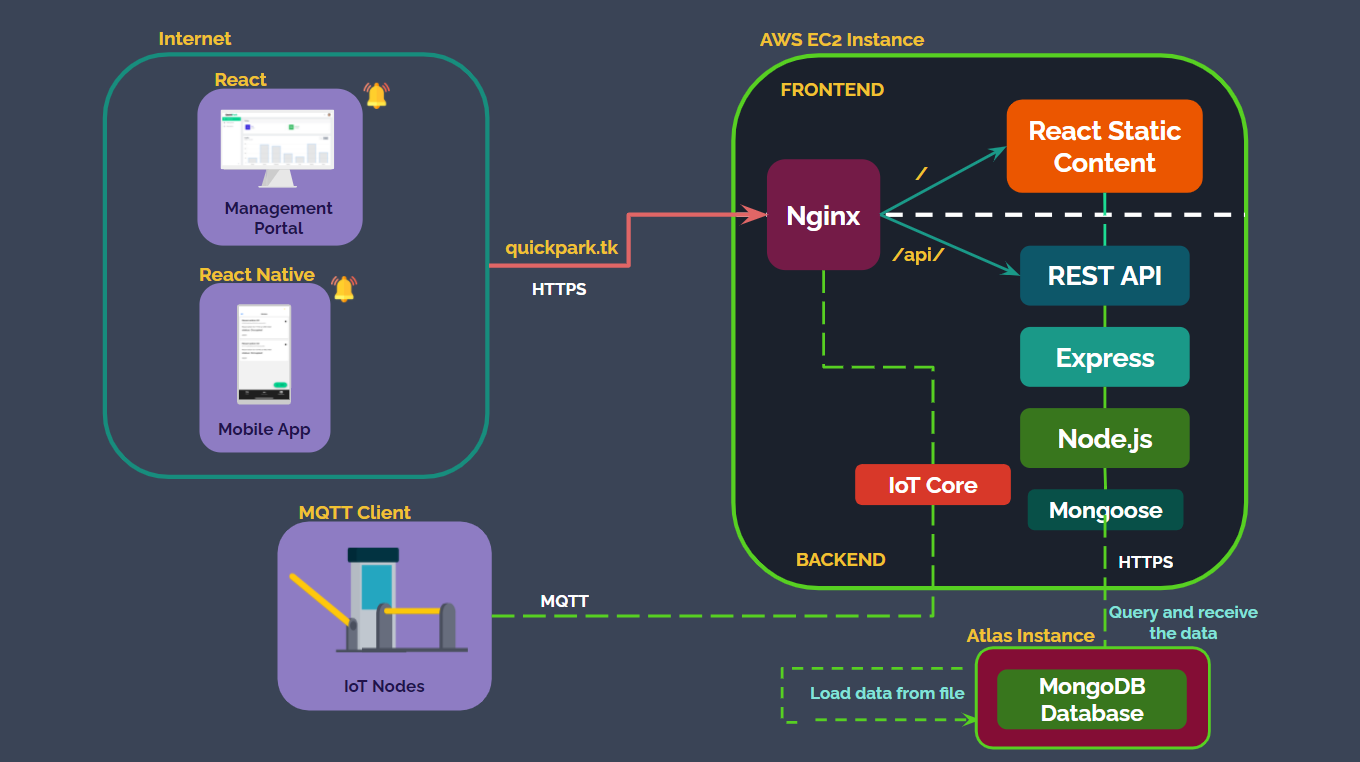 Internet
React
Management
Portal
React Native
Mobile App
quickpark.tk
HTTPS
AWS EC2 Instance
FRONTEND
Nginx
/
/api/
React Static
Content
REST API
Express
Node.js
Mongoose
IoT Core
BACKEND
HTTPS
MQTT Client
IoT Nodes
MQTT
Query and receive
the data
Atlas Instance
Load data from file
MongoDB
Database